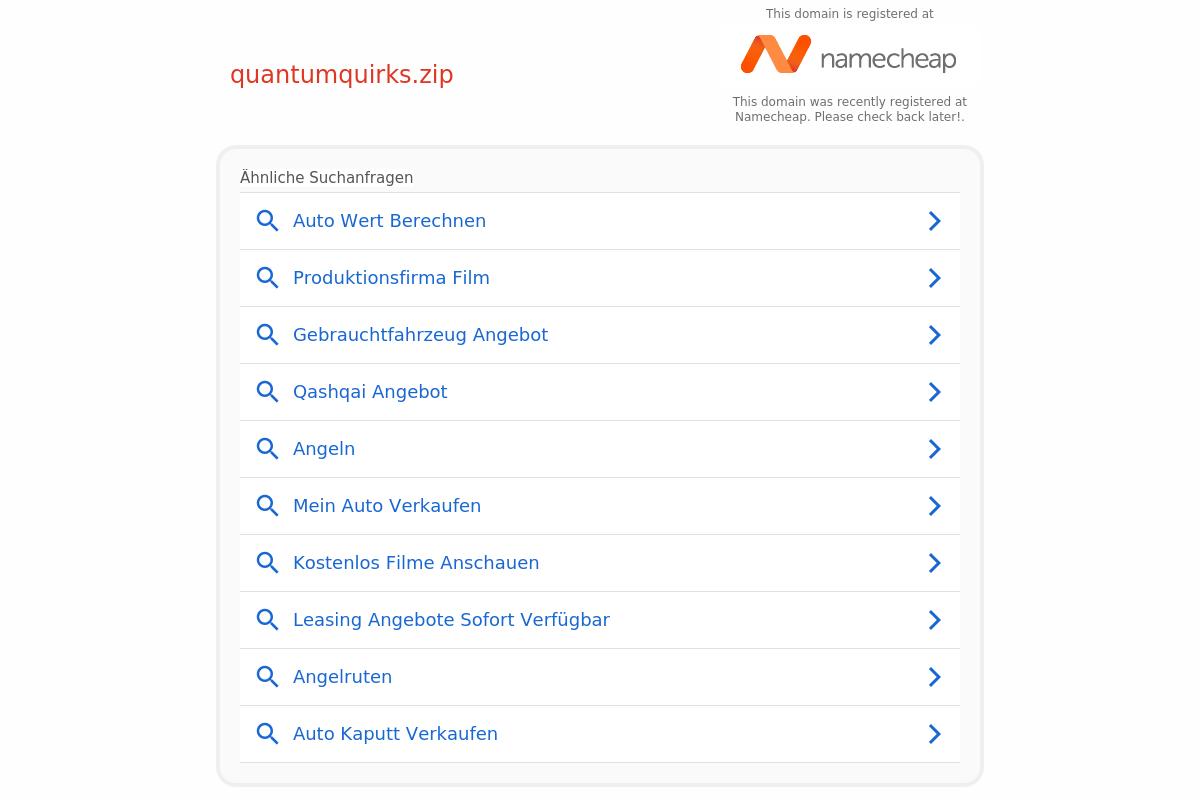 This domain is registered at
namecheap
quantumquirks.zip
This domain was recently registered at
Namecheap. Please check back later!.
Ähnliche Suchanfragen
Auto Wert Berechnen
Produktionsfirma Film
Gebrauchtfahrzeug Angebot
Qashqai Angebot
Angeln
Mein Auto Verkaufen
Kostenlos Filme Anschauen
Leasing Angebote Sofort Verfügbar
Angelruten
Auto Kaputt Verkaufen